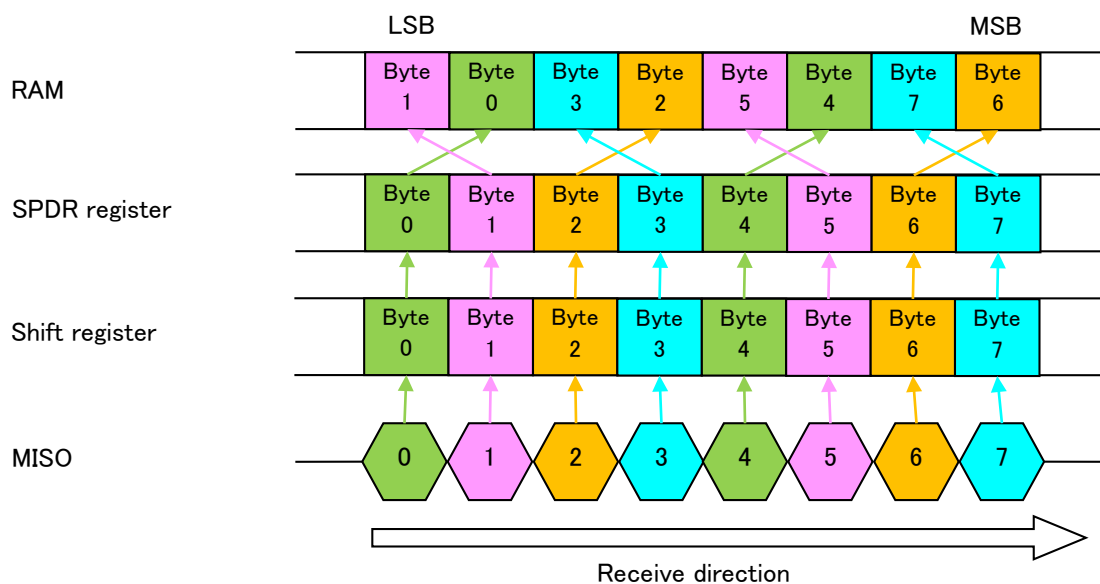 LSB MSB
RAM
Byte Byte Byte Byte Byte Byte Byte Byte
1 0 3 2 5 4 7 6
SPDR register
Byte Byte Byte Byte Byte Byte Byte Byte
0 1 2 3 4 5 6 7
Shift register
Byte Byte Byte Byte Byte Byte Byte Byte
0 1 2 3 4 5 6 7
MISO 0 1 2 3 4 5 6 7
Receive direction